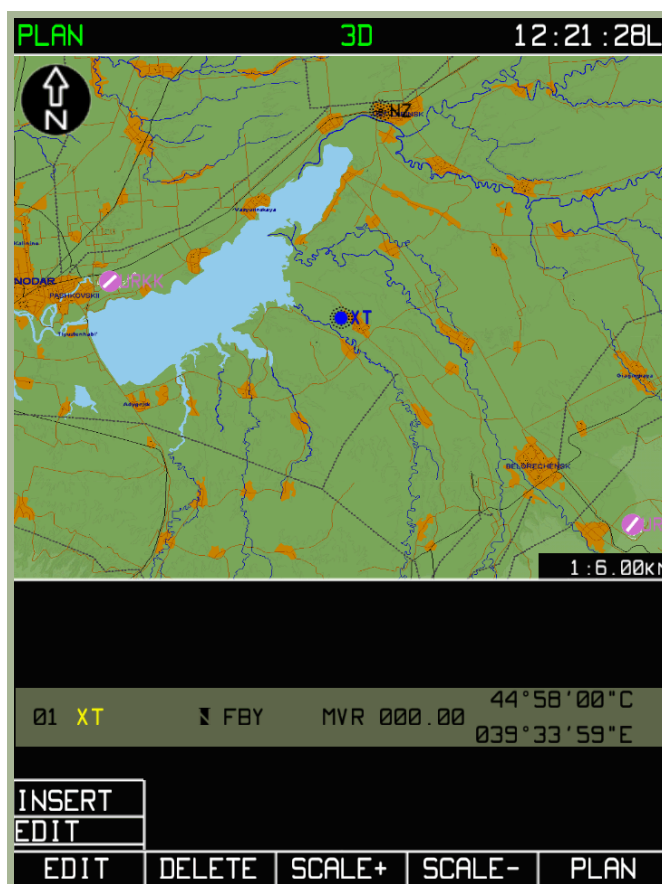 PLAN 3D 12:21:28L
N
NZ
NODAR
PASHKOVSKII
XT
BELORECHENSK
1:6.00км
01 XT FBY MVR 000.00 44°58'00"C
039°33'59"E
INSERT
EDIT
EDIT DELETE SCALE+ SCALE- PLAN